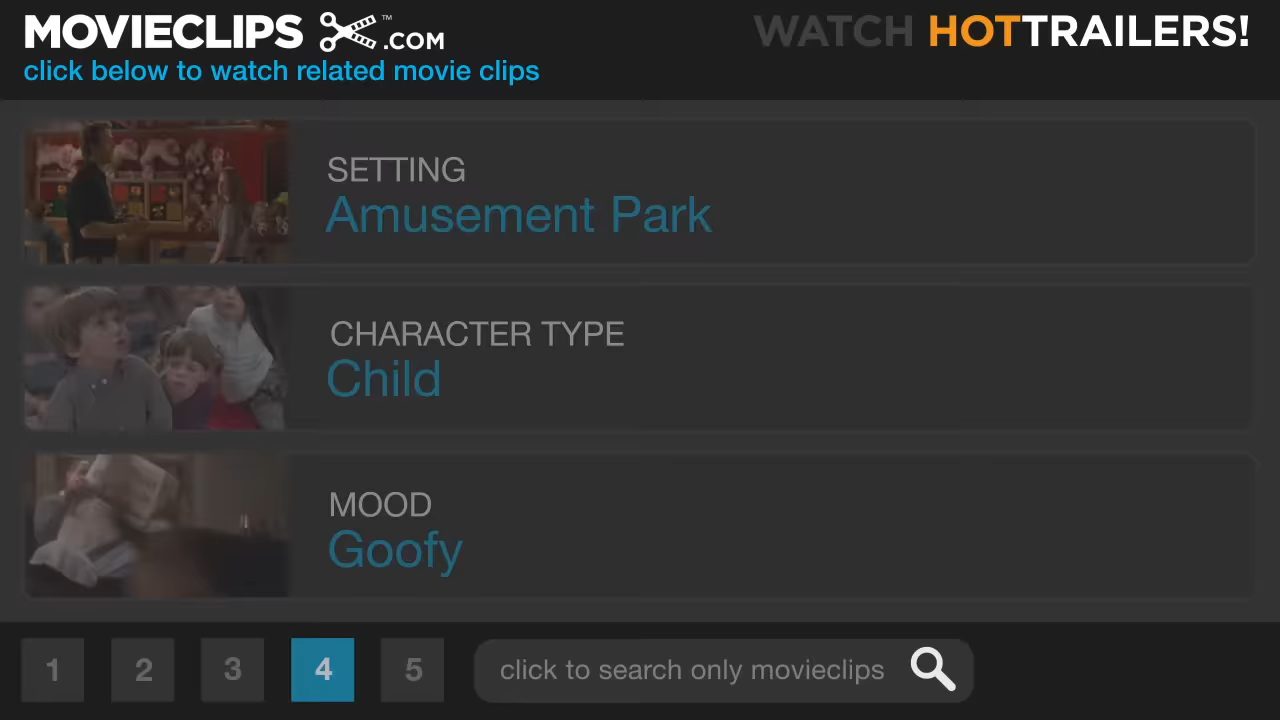 MOVIECLIPS ™ .COM
WATCH HOTTRAILERS!
click below to watch related movie clips
SETTING
Amusement Park
CHARACTER TYPE
Child
MOOD
Goofy
1 2 3 4 5
click to search only movieclips